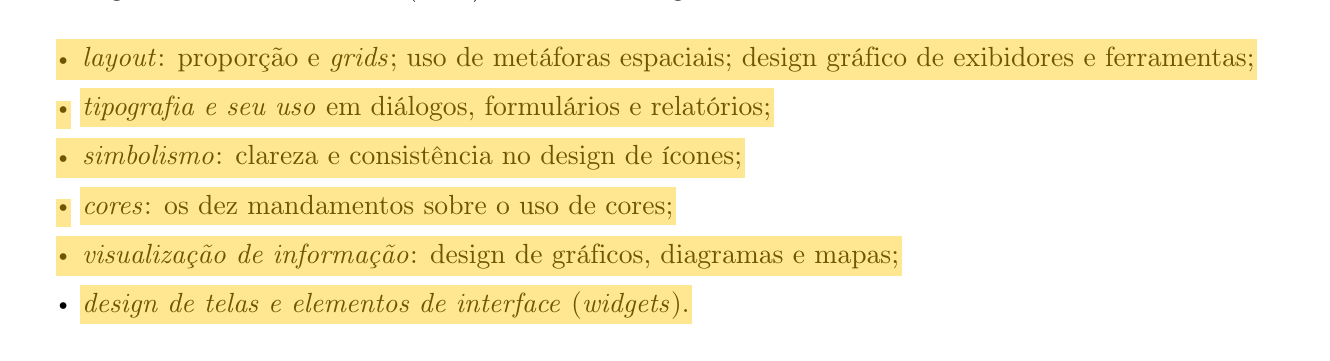 • layout: proporção e grids; uso de metáforas espaciais; design gráfico de exibidores e ferramentas;
• tipografia e seu uso em diálogos, formulários e relatórios;
• simbolismo: clareza e consistência no design de ícones;
• cores: os dez mandamentos sobre o uso de cores;
• visualização de informação: design de gráficos, diagramas e mapas;
• design de telas e elementos de interface (widgets).